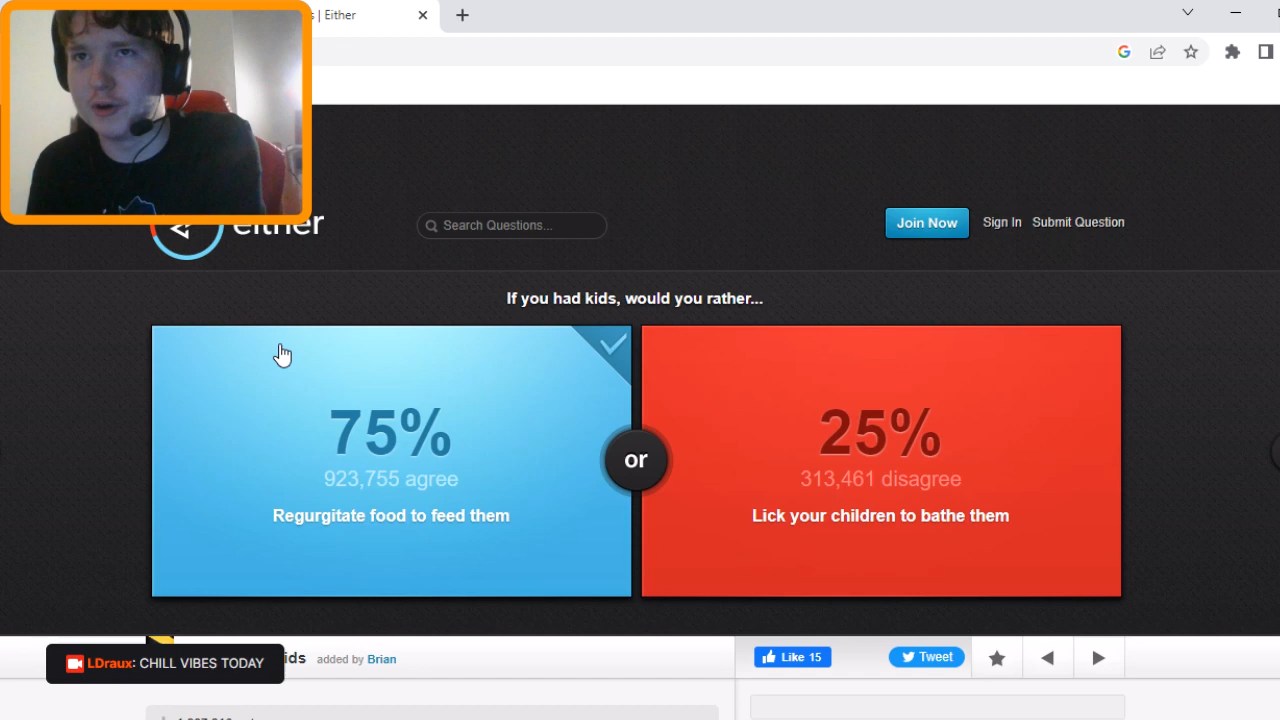 s | Either
either
Search Questions...
Join Now
Sign In
Submit Question
If you had kids, would you rather...
75%
923,755 agree
Regurgitate food to feed them
or
25%
313,461 disagree
Lick your children to bathe them
LDraux: CHILL VIBES TODAY
ids
added by Brian
Like 15
Tweet